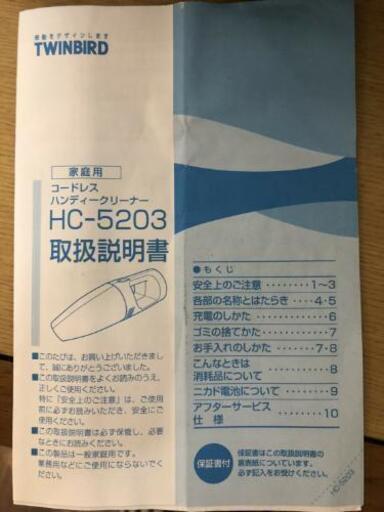 感動をデザインします
TWINBIRD
家庭用
コードレス
ハンディークリーナー
HC-5203
取扱説明書
■このたびは、お買い上げいただきまし
て、誠にありがとうございました。
■この取扱説明書をよくお読みのうえ、
正しくご使用ください。
特に「安全上のご注意」は、ご使用
前に必ずお読みいただき、安全にご
使用ください。
■この取扱説明書は必ず保管し、必要
なときにお読みください。
■この製品は一般家庭用です。
業務用などにご使用にならないでく
ださい。
●もくじ
安全上のご注意・・・・・・・・1~3
各部の名称とはたらき・・4・5
充電のしかた・・・・・・・・・・6
ゴミの捨てかた・・・・・・・・・7
お手入れのしかた・・・・・7・8
こんなときは
消耗品について・・・・・・・・8
ニカド電池について・・・・・9
アフターサービス
仕様・・・・・・・・・・10
保証書付
保証書はこの取扱説明書の
裏表紙についています。
必ず記入をお受けください。
HC-5203